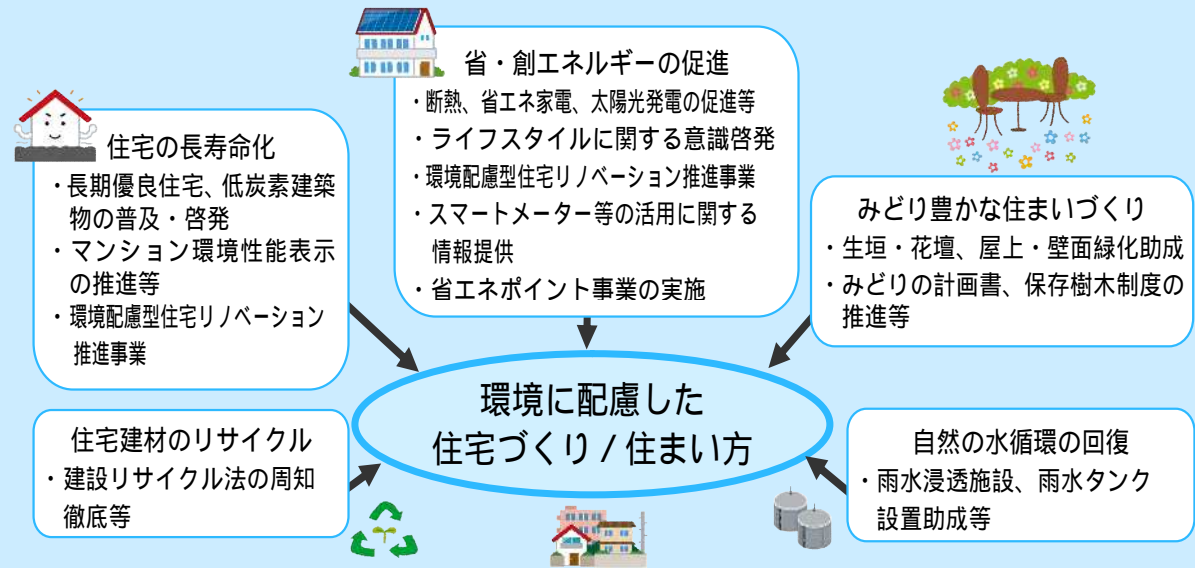 省・創エネルギーの促進
・断熱、省エネ家電、太陽光発電の促進等
・ライフスタイルに関する意識啓発
・環境配慮型住宅リノベーション推進事業
・スマートメーター等の活用に関する
情報提供
・省エネポイント事業の実施
住宅の長寿命化
・長期優良住宅、低炭素建築
物の普及・啓発
・マンション環境性能表示
の推進等
・環境配慮型住宅リノベーション
推進事業
みどり豊かな住まいづくり
・生垣・花壇、屋上・壁面緑化助成
・みどりの計画書、保存樹木制度の
推進等
環境に配慮した
住宅づくり / 住まい方
住宅建材のリサイクル
・建設リサイクル法の周知
徹底等
自然の水循環の回復
・雨水浸透施設、雨水タンク
設置助成等